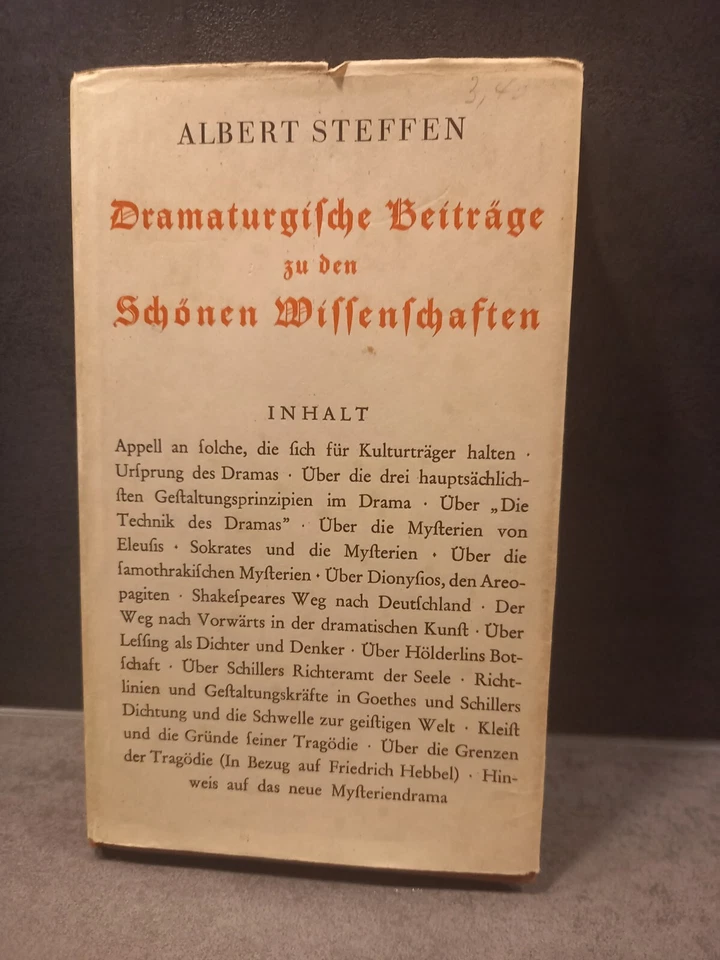 ALBERT STEFFEN
Dramaturgiſche Beiträge
zu den
Schönen Wiſſenſchaften
INHALT
Appell an ſolche, die ſich für Kulturträger halten ·
Urſprung des Dramas · Über die drei hauptsächlich-
ſten Geſtaltungsprinzipien im Drama · Über „Die
Technik des Dramas” · Über die Myſterien von
Eleuſis · Sokrates und die Myſterien · Über die
ſamothrakiſchen Myſterien · Über Dionyſios, den Areo-
pagiten · Shakeſpeares Weg nach Deutſchland · Der
Weg nach Vorwärts in der dramatischen Kunſt · Über
Leſſing als Dichter und Denker · Über Hölderlins Bot-
ſchaft · Über Schillers Richteramt der Seele · Richt-
linien und Geſtaltungskräfte in Goethes und Schillers
Dichtung und die Schwelle zur geiſtigen Welt · Kleiſt
und die Gründe ſeiner Tragödie · Über die Grenzen
der Tragödie (In Bezug auf Friedrich Hebbel) · Hin-
weis auf das neue Myſteriendrama